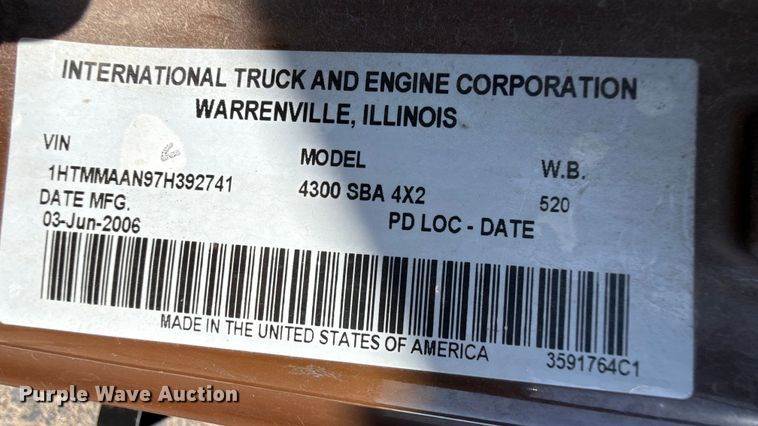 INTERNATIONAL TRUCK AND ENGINE CORPORATION
WARRENVILLE, ILLINOIS
VIN MODEL W.B.
1HTMMAAN97H392741 4300 SBA 4X2 520
DATE MFG. PD LOC - DATE
03-Jun-2006
MADE IN THE UNITED STATES OF AMERICA 3591764C1
Purple Wave Auction